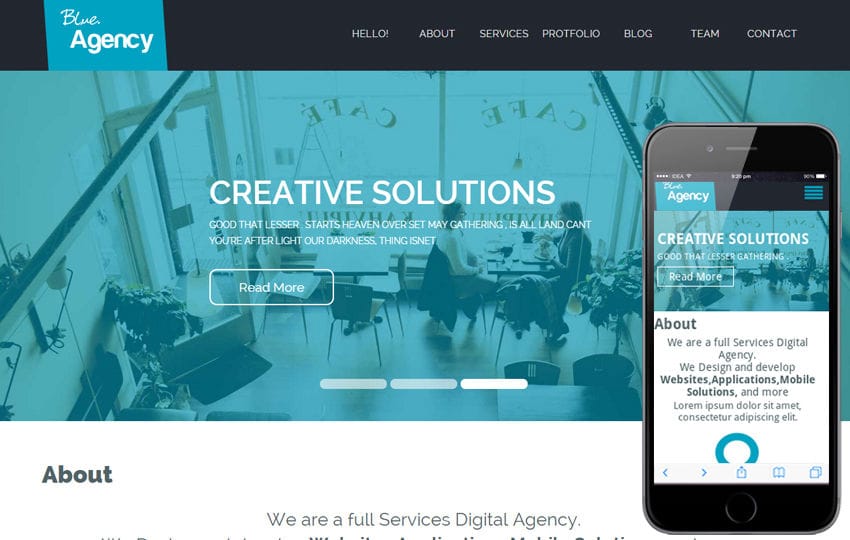 Blue.
Agency
HELLO! ABOUT SERVICES PROTFOLIO BLOG TEAM CONTACT
CAFÉ CAFÉ
CREATIVE SOLUTIONS
GOOD THAT LESSER . STARTS HEAVEN OVER SET MAY GATHERING , IS ALL LAND CANT
YOU'RE AFTER LIGHT OUR DARKNESS, THING ISNET
Read More
About
We are a full Services Digital Agency.
IDEA 9:20 pm 90%
Blue.
Agency
CREATIVE SOLUTIONS
GOOD THAT LESSER GATHERING .
Read More
About
We are a full Services Digital
Agency.
We Design and develop
Websites,Applications,Mobile
Solutions, and more
Lorem ipsum dolor sit amet,
consectetur adipiscing elit.